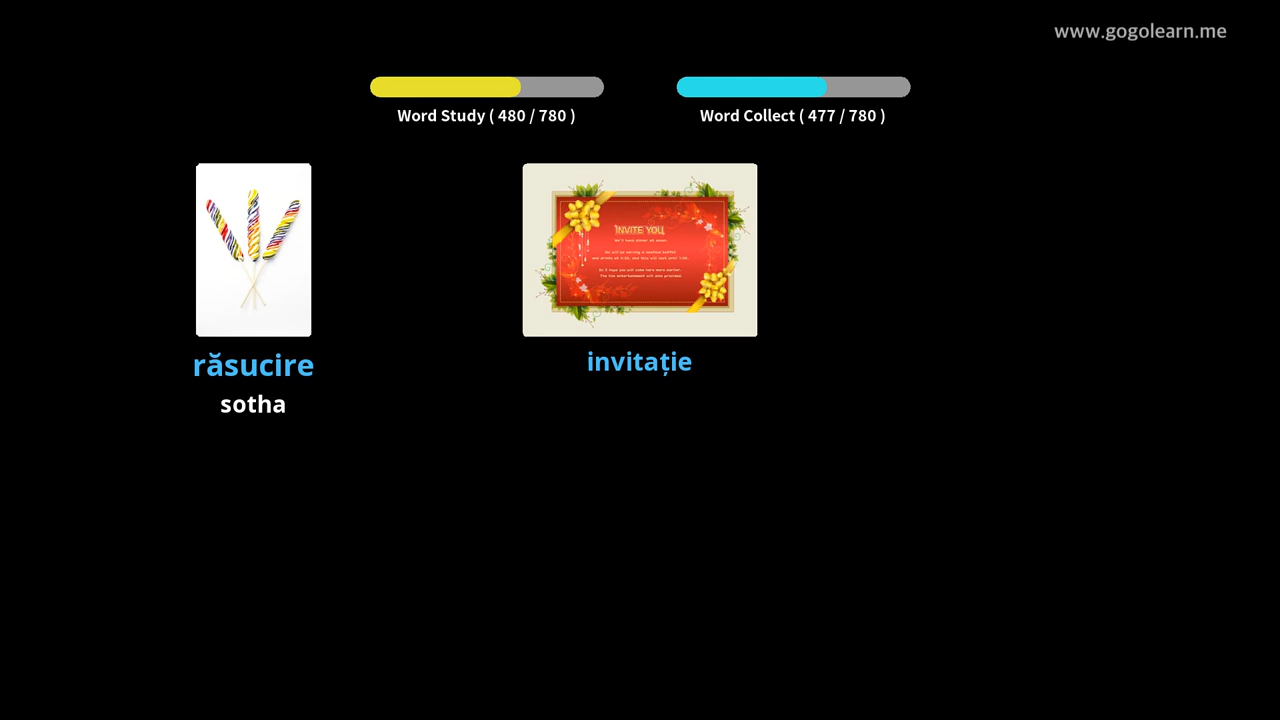 www.gogolearn.me
Word Study ( 480 / 780 )
Word Collect ( 477 / 780 )
INVITE YOU
răsucire
invitație
sotha